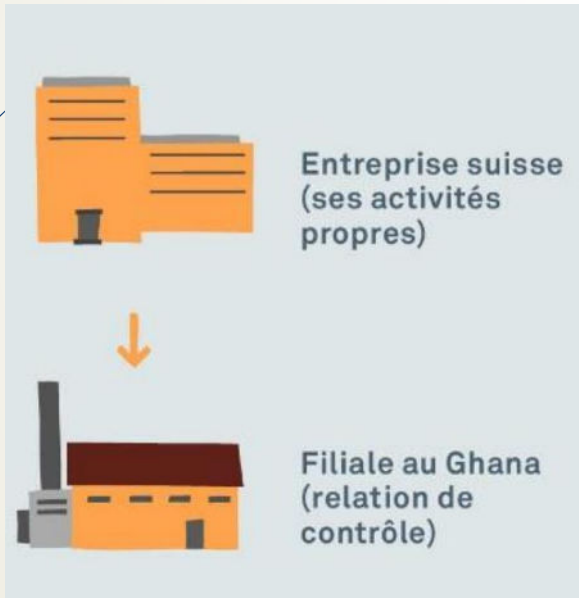 Entreprise suisse
(ses activités
propres)
Filiale au Ghana
(relation de
contrôle)